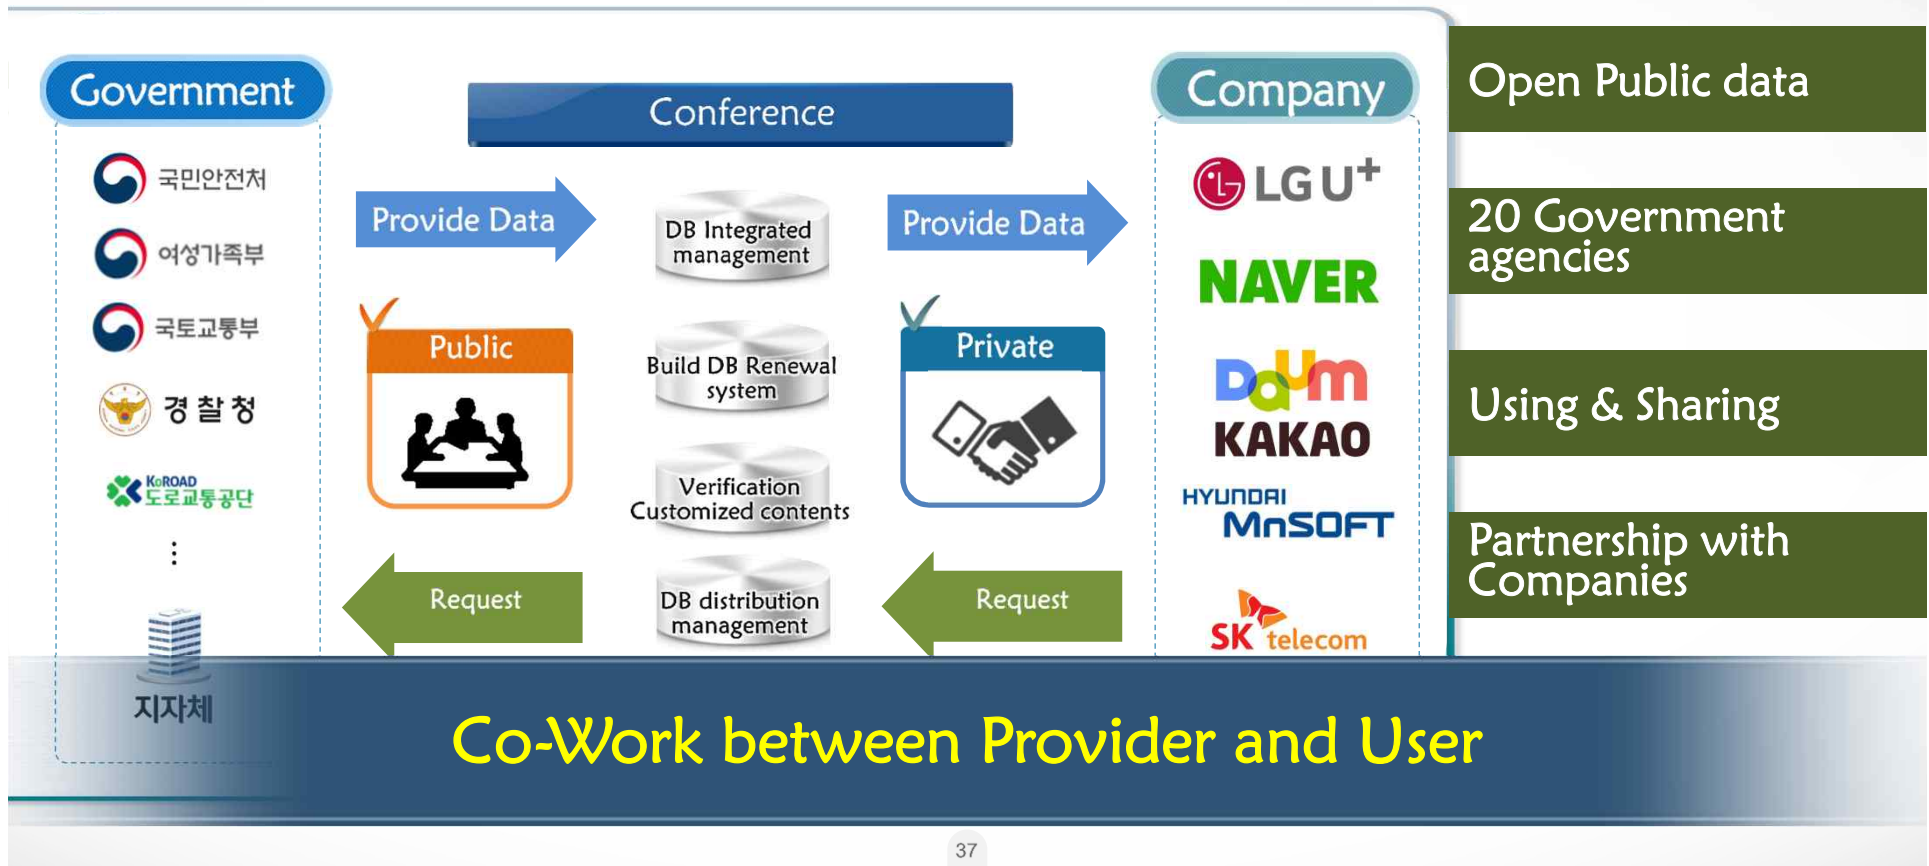 Government
국민안전처
여성가족부
국토교통부
경찰청
KoROAD
도로교통공단
⋮
지자체
Conference
Provide Data
Public
Request
DB Integrated
management
Build DB Renewal
system
Verification
Customized contents
DB distribution
management
Provide Data
Private
Request
Company
LG U+
NAVER
Daum
KAKAO
HYUNDAI
MnSOFT
SK telecom
Open Public data
20 Government
agencies
Using & Sharing
Partnership with
Companies
Co-Work between Provider and User
37